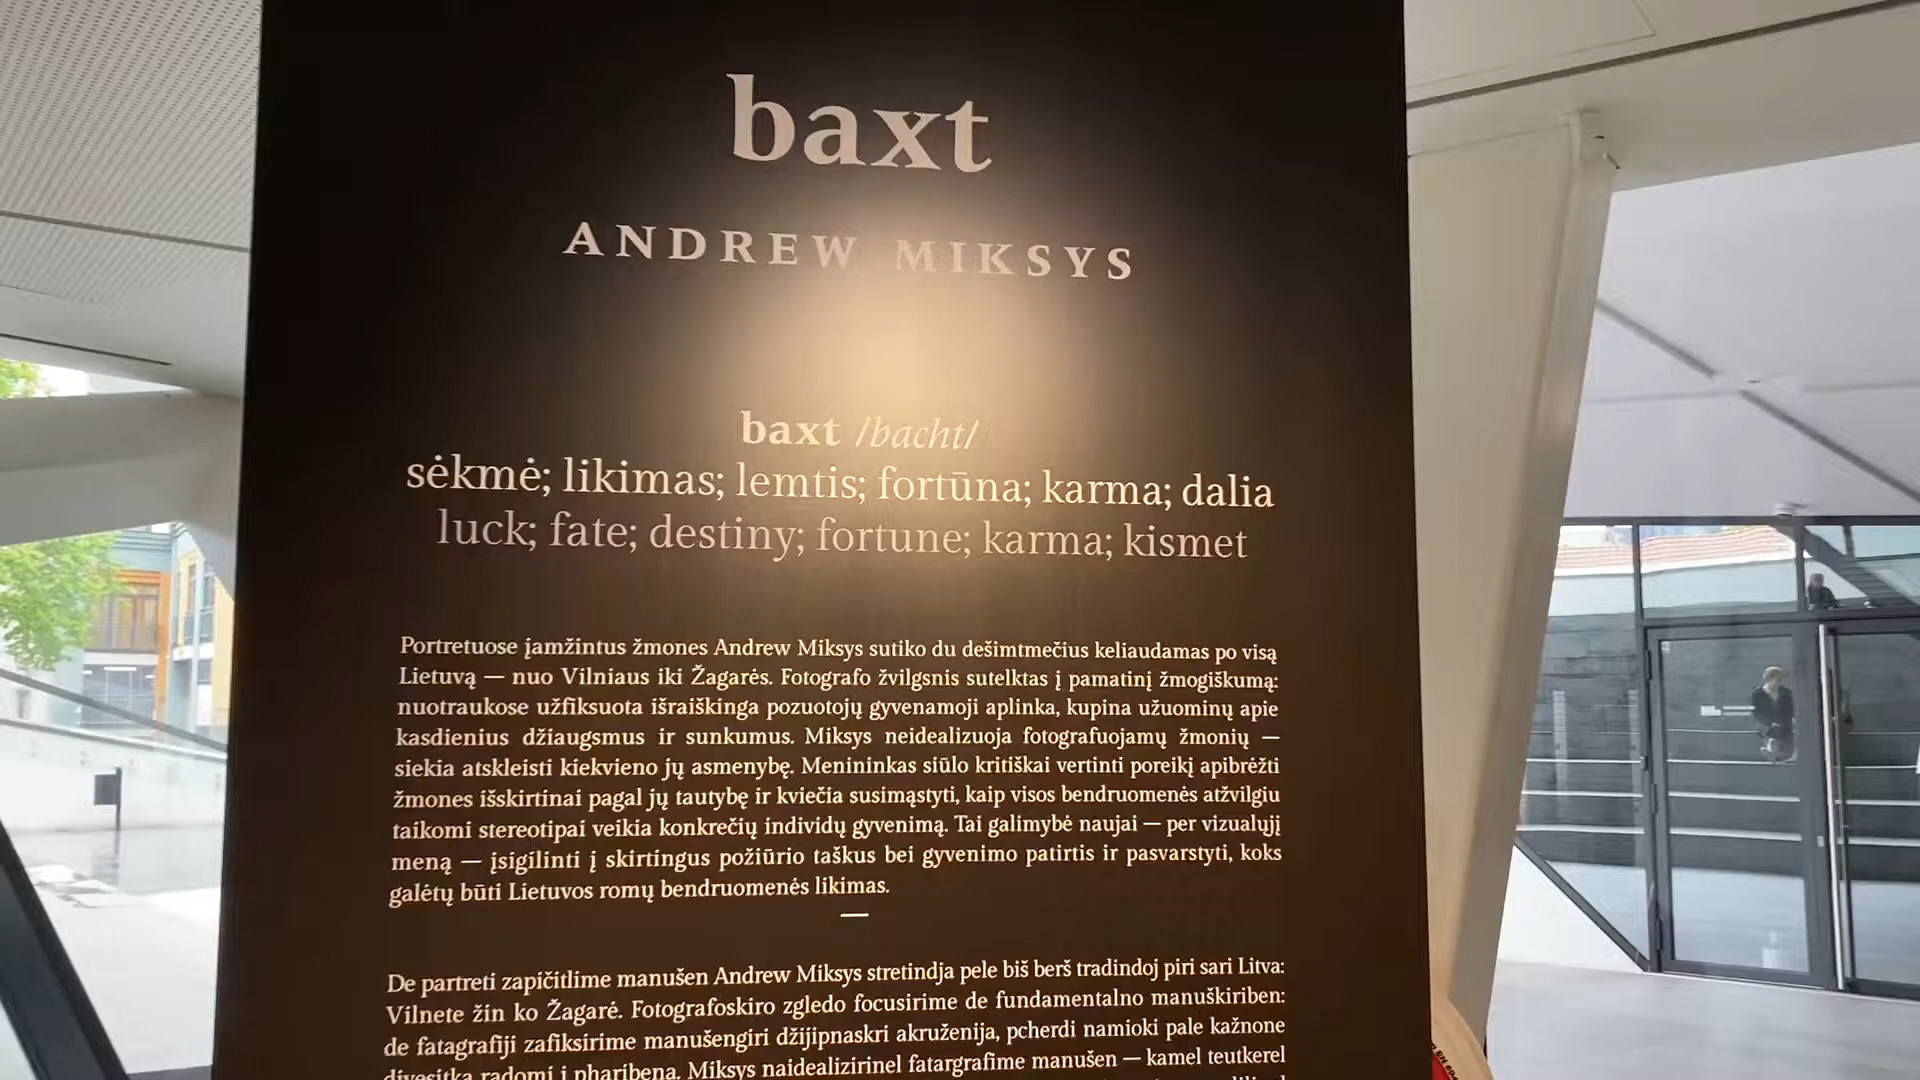 baxt
ANDREW MIKSYS
baxt /bacht/
sėkmė; likimas; lemtis; fortūna; karma; dalia
luck; fate; destiny; fortune; karma; kismet
Portretuose įamžintus žmones Andrew Miksys sutiko du dešimtmečius keliaudamas po visą
Lietuvą — nuo Vilniaus iki Žagarės. Fotografo žvilgsnis sutelktas į pamatinį žmogiškumą:
nuotraukose užfiksuota išraiškinga pozuotojų gyvenamoji aplinka, kupina užuominų apie
kasdienius džiaugsmus ir sunkumus. Miksys neidealizuoja fotografuojamų žmonių —
siekia atskleisti kiekvieno jų asmenybę. Menininkas siūlo kritiškai vertinti poreikį apibrėžti
žmones išskirtinai pagal jų tautybę ir kviečia susimąstyti, kaip visos bendruomenės atžvilgiu
taikomi stereotipai veikia konkrečių individų gyvenimą. Tai galimybė naujai — per vizualųjį
meną — įsigilinti į skirtingus požiūrio taškus bei gyvenimo patirtis ir pasvarstyti, koks
galėtų būti Lietuvos romų bendruomenės likimas.
—
De partreti zapičitlime manušen Andrew Miksys stretindja pele biš berš tradindoj piri sari Litva:
Vilnete žin ko Žagarė. Fotografoskiro zgledo focusirime de fundamentalno manuškiriben:
de fatagrafiji zafiksirime manušengiri džijipnaskri akruženija, pcherdi namioki pale kažnone
divesitka radomi i pharibena. Miksys naidealizirinel fatargrafime manušen — kamel teutkerel